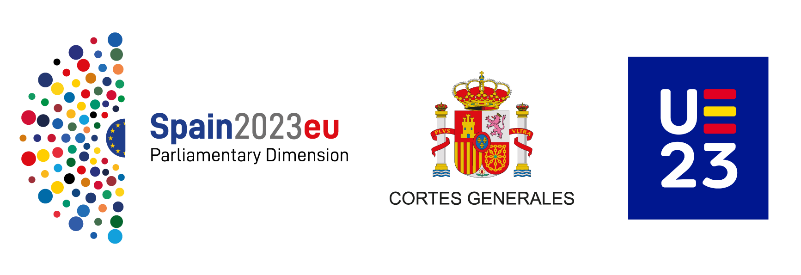 Spain2023eu
Parliamentary Dimension
CORTES GENERALES
UE
23